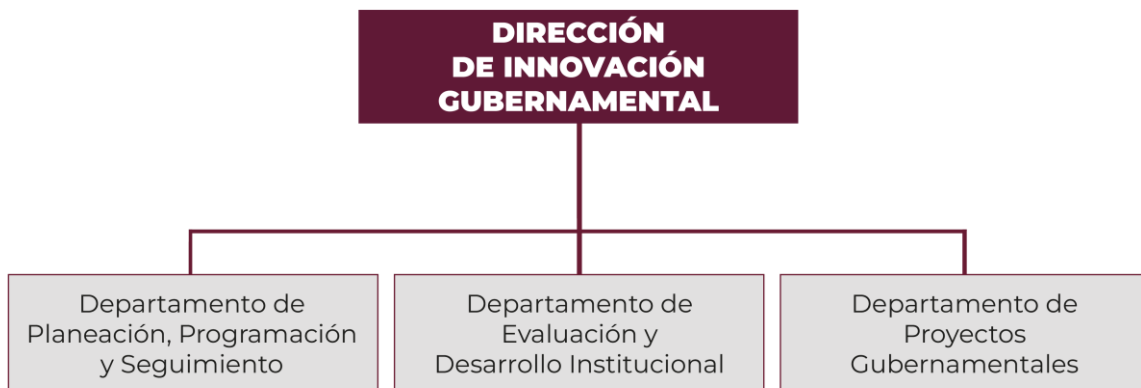 DIRECCIÓN
DE INNOVACIÓN
GUBERNAMENTAL
Departamento de
Planeación, Programación
y Seguimiento
Departamento de
Evaluación y
Desarrollo Institucional
Departamento de
Proyectos
Gubernamentales